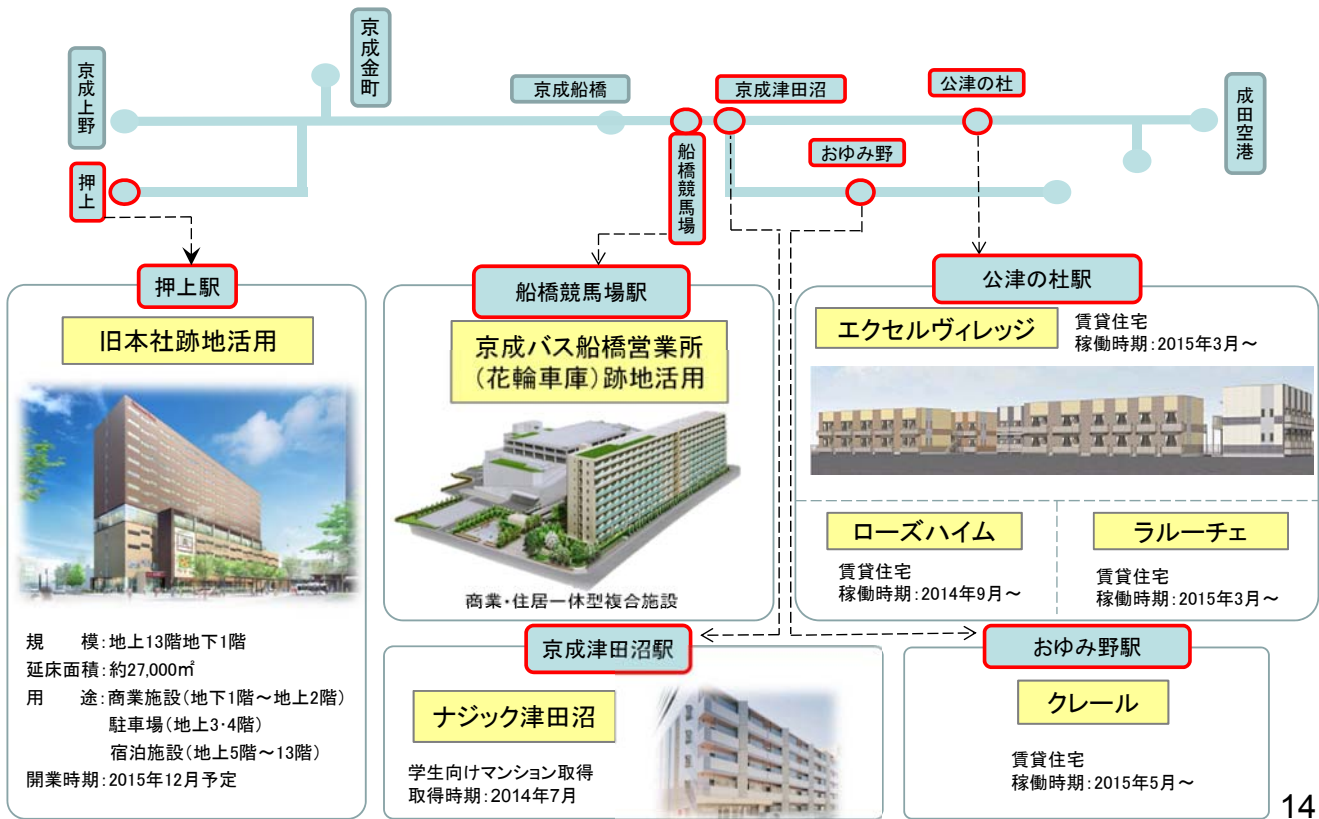 京成上野
京成金町
京成船橋
京成津田沼
公津の杜
成田空港
押上
船橋競馬場
おゆみ野
押上駅
旧本社跡地活用
規　模：地上13階地下1階
延床面積：約27,000㎡
用　途：商業施設（地下1階～地上2階）
駐車場（地上3・4階）
宿泊施設（地上5階～13階）
開業時期：2015年12月予定
船橋競馬場駅
京成バス船橋営業所
（花輪車庫）跡地活用
商業・住居一体型複合施設
公津の杜駅
エクセルヴィレッジ
賃貸住宅
稼働時期：2015年3月～
ローズハイム
賃貸住宅
稼働時期：2014年9月～
ラルーチェ
賃貸住宅
稼働時期：2015年3月～
京成津田沼駅
ナジック津田沼
学生向けマンション取得
取得時期：2014年7月
おゆみ野駅
クレール
賃貸住宅
稼働時期：2015年5月～
14